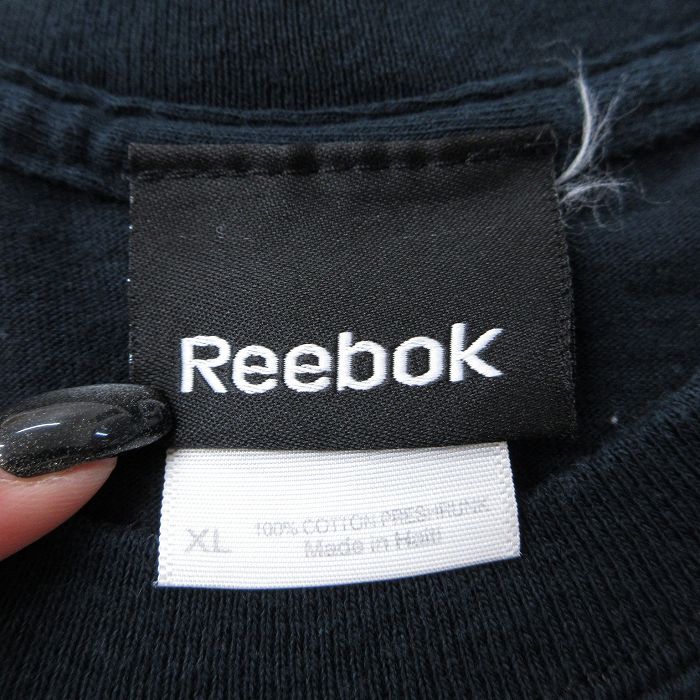 Reebok
XL
100% COTTON PRESHRUNK
Made in Haiti